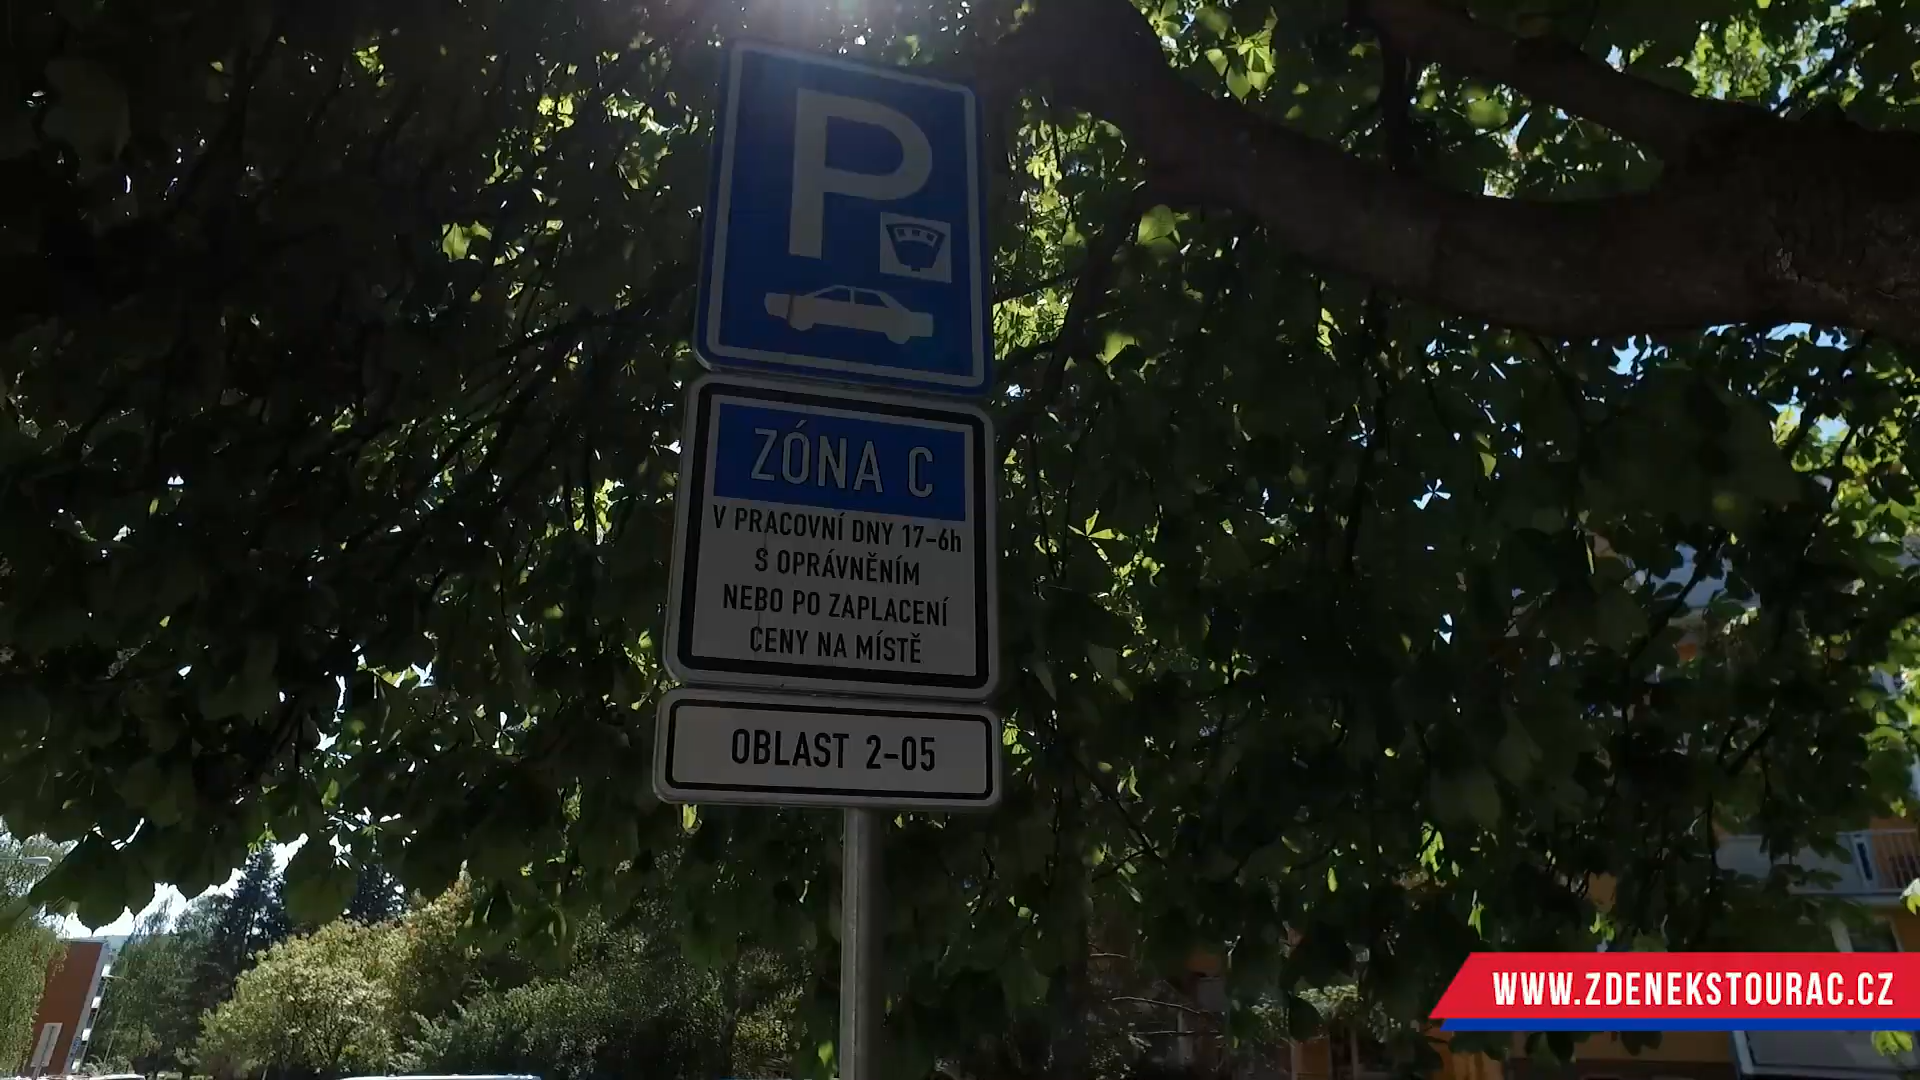 P
ZÓNA C
V PRACOVNÍ DNY 17-6h
S OPRÁVNĚNÍM
NEBO PO ZAPLACENÍ
CENY NA MÍSTĚ
OBLAST 2-05
WWW.ZDENEKSTOURAC.CZ